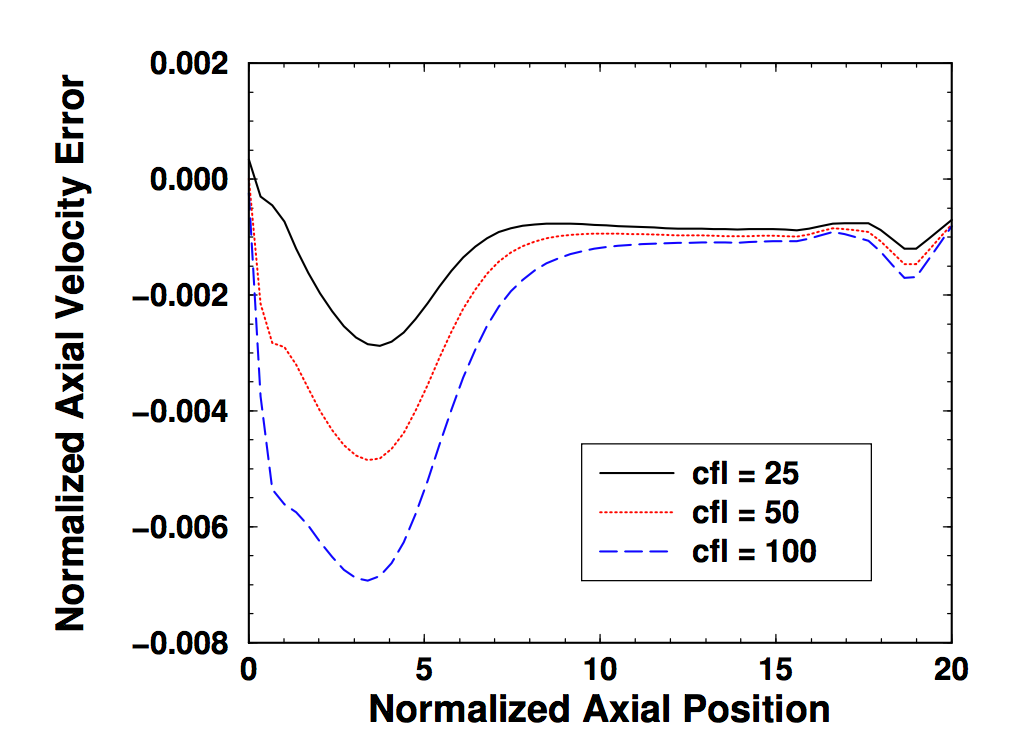 Normalized Axial Velocity Error
0.002
0.000
−0.002
−0.004
−0.006
−0.008
cfl = 25
cfl = 50
cfl = 100
0 5 10 15 20
Normalized Axial Position